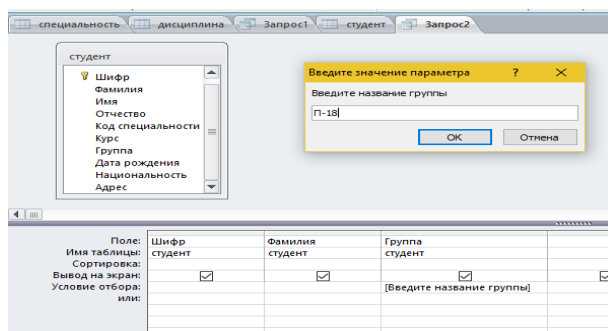 специальность дисциплина Запрос1 студент Запрос2
студент
Шифр
Фамилия
Имя
Отчество
Код специальности
Курс
Группа
Дата рождения
Национальность
Адрес
Введите значение параметра ? ×
Введите название группы
П-18
ОК Отмена
Поле: Шифр Фамилия Группа
Имя таблицы: студент студент студент
Сортировка:
Вывод на экран:
Условие отбора: [Введите название группы]
или: